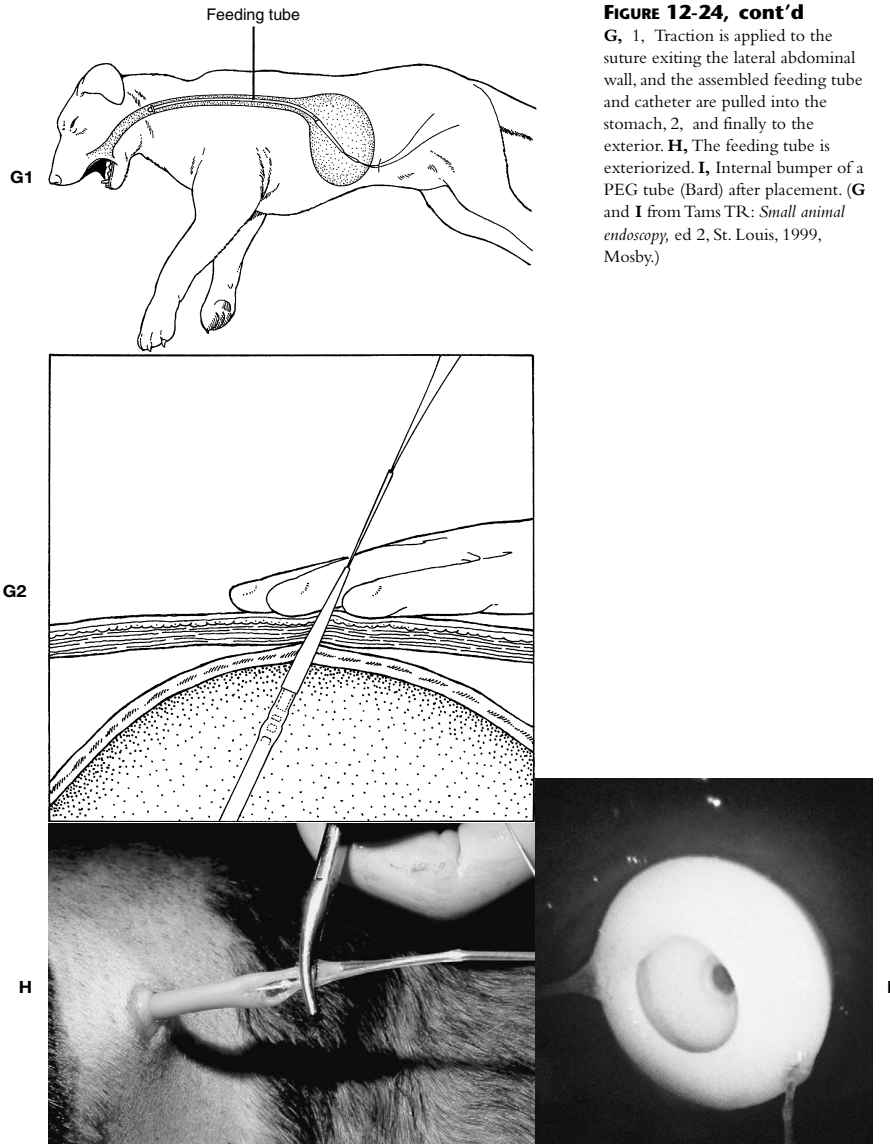 Feeding tube
FIGURE 12-24, cont'd
G, 1, Traction is applied to the
suture exiting the lateral abdominal
wall, and the assembled feeding tube
and catheter are pulled into the
stomach, 2, and finally to the
exterior. H, The feeding tube is
exteriorized. I, Internal bumper of a
PEG tube (Bard) after placement. (G
and I from Tams TR: Small animal
endoscopy, ed 2, St. Louis, 1999,
Mosby.)
G1
G2
H